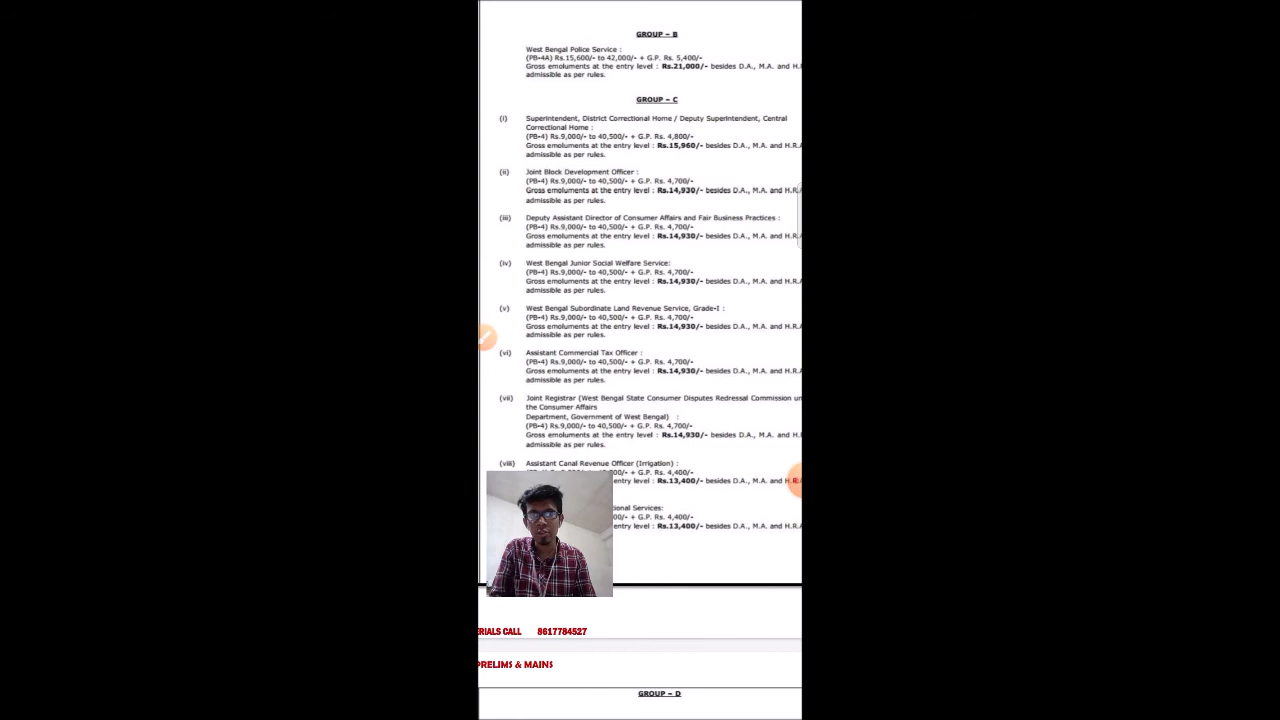 GROUP – B
West Bengal Police Service :
(PB-4A) Rs.15,600/- to 42,000/- + G.P. Rs. 5,400/-
Gross emoluments at the entry level : Rs.21,000/- besides D.A., M.A. and H.
admissible as per rules.
GROUP – C
(i) Superintendent, District Correctional Home / Deputy Superintendent, Central
Correctional Home :
(PB-4) Rs.9,000/- to 40,500/- + G.P. Rs. 4,800/-
Gross emoluments at the entry level : Rs.15,960/- besides D.A., M.A. and H.R.A
admissible as per rules.
(ii) Joint Block Development Officer :
(PB-4) Rs.9,000/- to 40,500/- + G.P. Rs. 4,700/-
Gross emoluments at the entry level : Rs.14,930/- besides D.A., M.A. and H.R.A
admissible as per rules.
(iii) Deputy Assistant Director of Consumer Affairs and Fair Business Practices :
(PB-4) Rs.9,000/- to 40,500/- + G.P. Rs. 4,700/-
Gross emoluments at the entry level : Rs.14,930/- besides D.A., M.A. and H.R.A
admissible as per rules.
(iv) West Bengal Junior Social Welfare Service:
(PB-4) Rs.9,000/- to 40,500/- + G.P. Rs. 4,700/-
Gross emoluments at the entry level : Rs.14,930/- besides D.A., M.A. and H.R.A
admissible as per rules.
(v) West Bengal Subordinate Land Revenue Service, Grade-I :
(PB-4) Rs.9,000/- to 40,500/- + G.P. Rs. 4,700/-
Gross emoluments at the entry level : Rs.14,930/- besides D.A., M.A. and H.R.A
admissible as per rules.
(vi) Assistant Commercial Tax Officer :
(PB-4) Rs.9,000/- to 40,500/- + G.P. Rs. 4,700/-
Gross emoluments at the entry level : Rs.14,930/- besides D.A., M.A. and H.R.A
admissible as per rules.
(vii) Joint Registrar (West Bengal State Consumer Disputes Redressal Commission un
the Consumer Affairs
Department, Government of West Bengal) :
(PB-4) Rs.9,000/- to 40,500/- + G.P. Rs. 4,700/-
Gross emoluments at the entry level : Rs.14,930/- besides D.A., M.A. and H.
admissible as per rules.
(viii) Assistant Canal Revenue Officer (Irrigation) :
+ G.P. Rs. 4,400/-
entry level : Rs.13,400/- besides D.A., M.A. and H.R.A
ional Services:
00/- + G.P. Rs. 4,400/-
entry level : Rs.13,400/- besides D.A., M.A. and H.R.A
ERIALS CALL 8617784527
PRELIMS & MAINS
GROUP – D